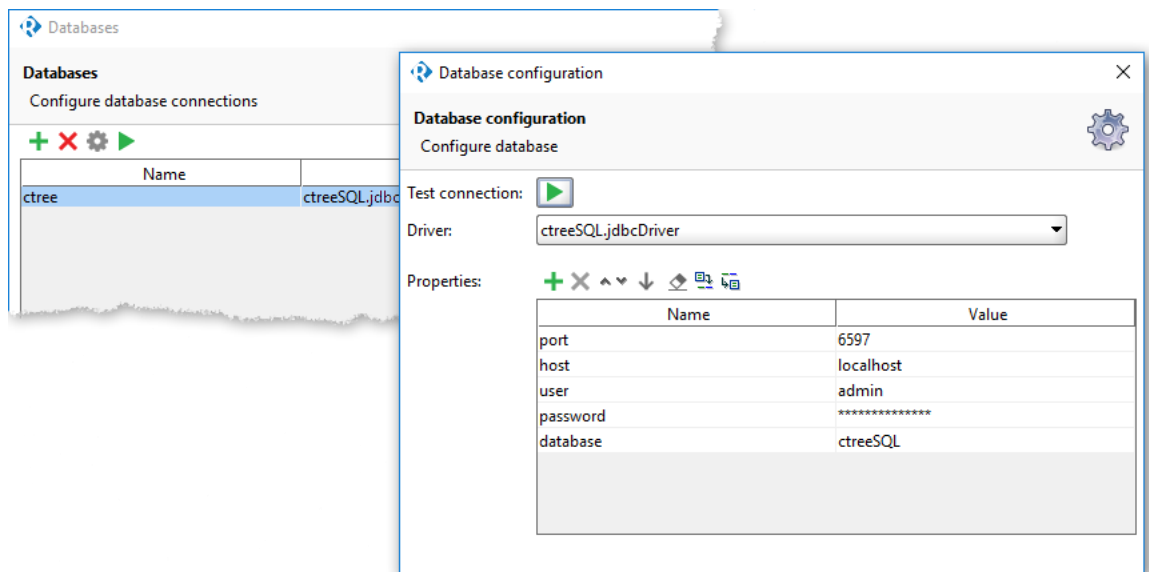 Databases
Databases
Configure database connections
Name
ctree ctreeSQL.jdbc
Database configuration
Database configuration
Configure database
Test connection:
Driver: ctreeSQL.jdbcDriver
Properties:
Name Value
port 6597
host localhost
user admin
password **************
database ctreeSQL